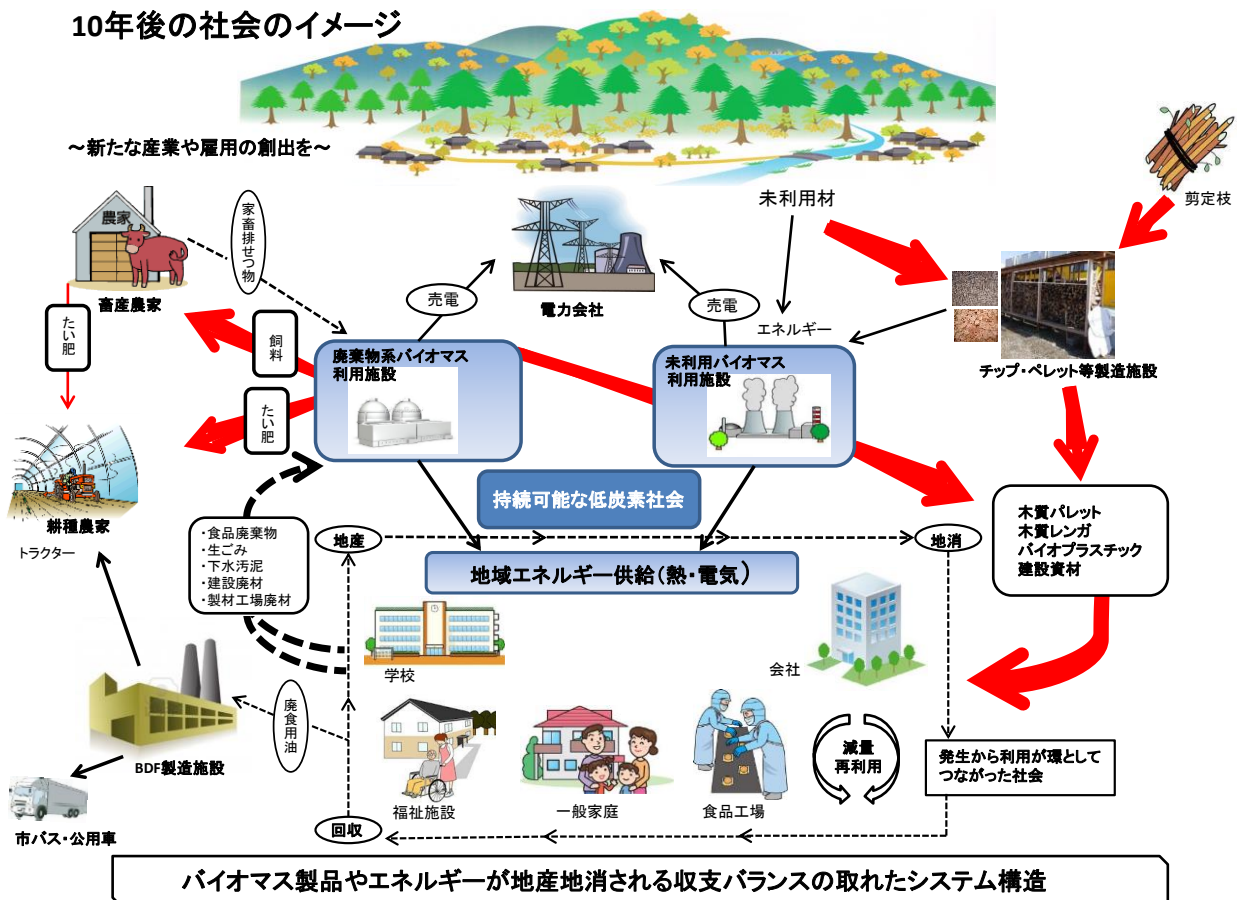 10年後の社会のイメージ
～新たな産業や雇用の創出を～
農家
畜産農家
家畜排せつ物
売電
電力会社
売電
未利用材
剪定枝
エネルギー
チップ・ペレット等製造施設
たい肥
飼料
たい肥
廃棄物系バイオマス
利用施設
未利用バイオマス
利用施設
耕種農家
トラクター
持続可能な低炭素社会
・食品廃棄物
・生ごみ
・下水汚泥
・建設廃材
・製材工場廃材
地産
地消
地域エネルギー供給（熱・電気）
木質パレット
木質レンガ
バイオプラスチック
建設資材
学校
会社
廃食用油
BDF製造施設
市バス・公用車
福祉施設
一般家庭
食品工場
減量
再利用
発生から利用が環として
つながった社会
回収
バイオマス製品やエネルギーが地産地消される収支バランスの取れたシステム構造